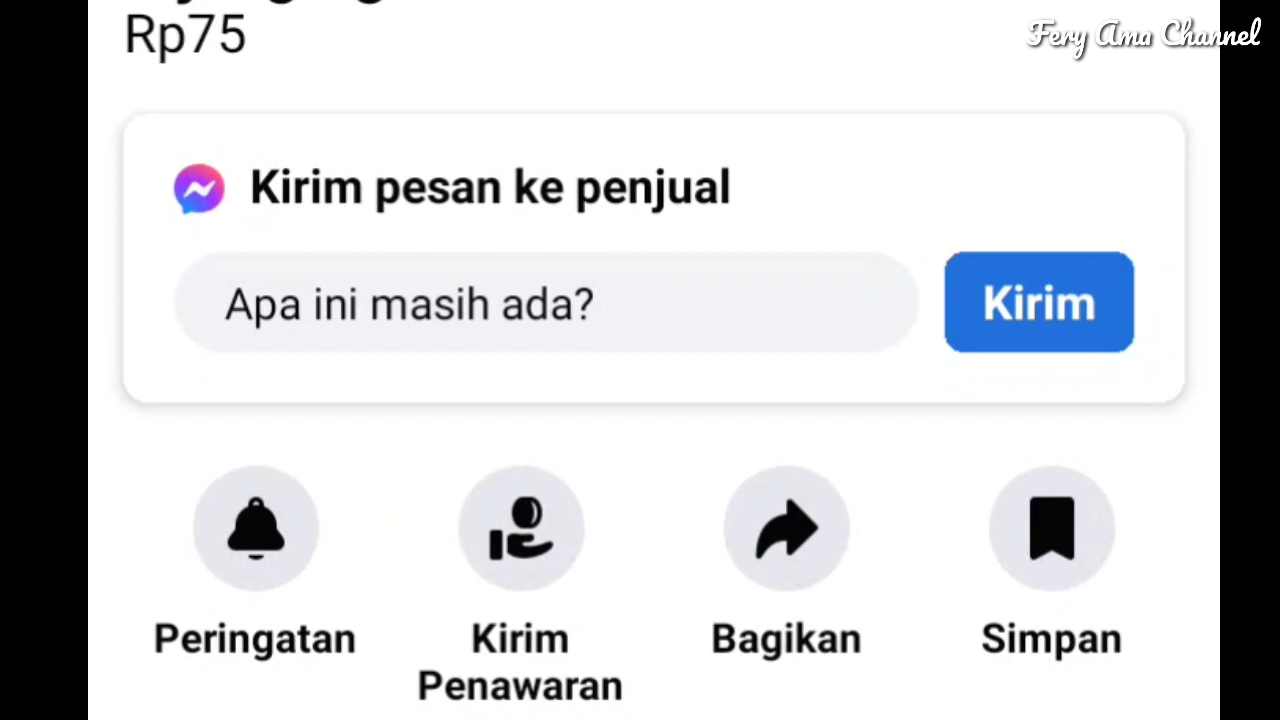 Rp75
Fery Ama Channel
Kirim pesan ke penjual
Apa ini masih ada?
Kirim
Peringatan
Kirim
Penawaran
Bagikan
Simpan